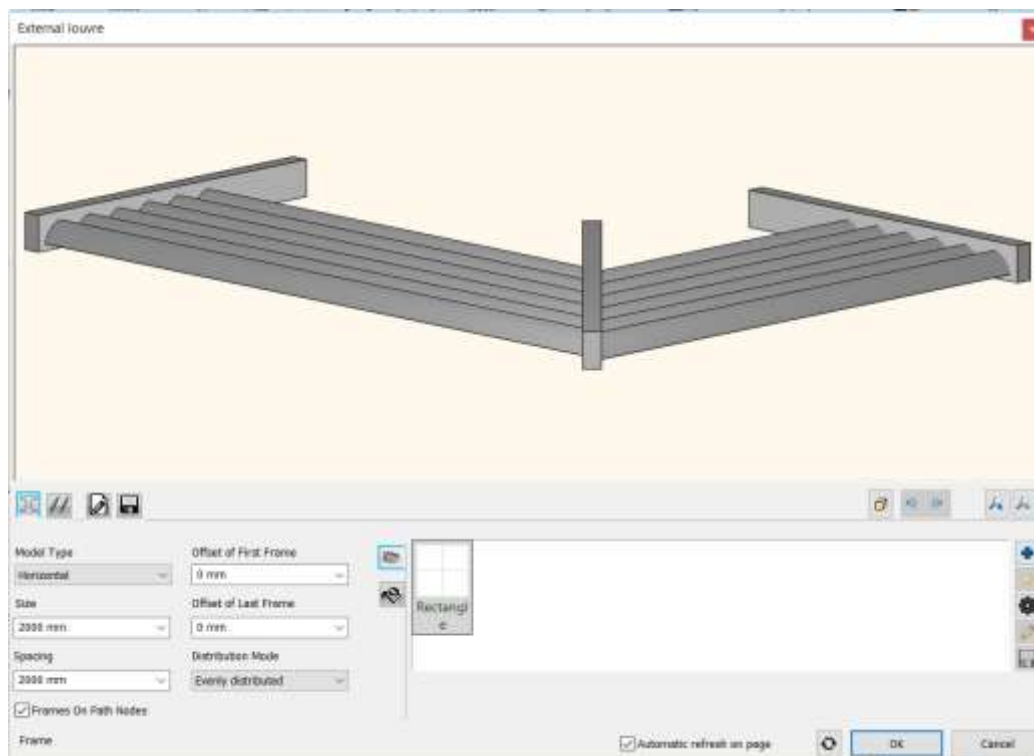 External louvre
Model Type
Horizontal
Offset of First Frame
0 mm
Size
2000 mm
Offset of Last Frame
0 mm
Spacing
2000 mm
Distribution Mode
Evenly distributed
Frames On Path Nodes
Rectangl
e
Frame
Automatic refresh on page
OK
Cancel